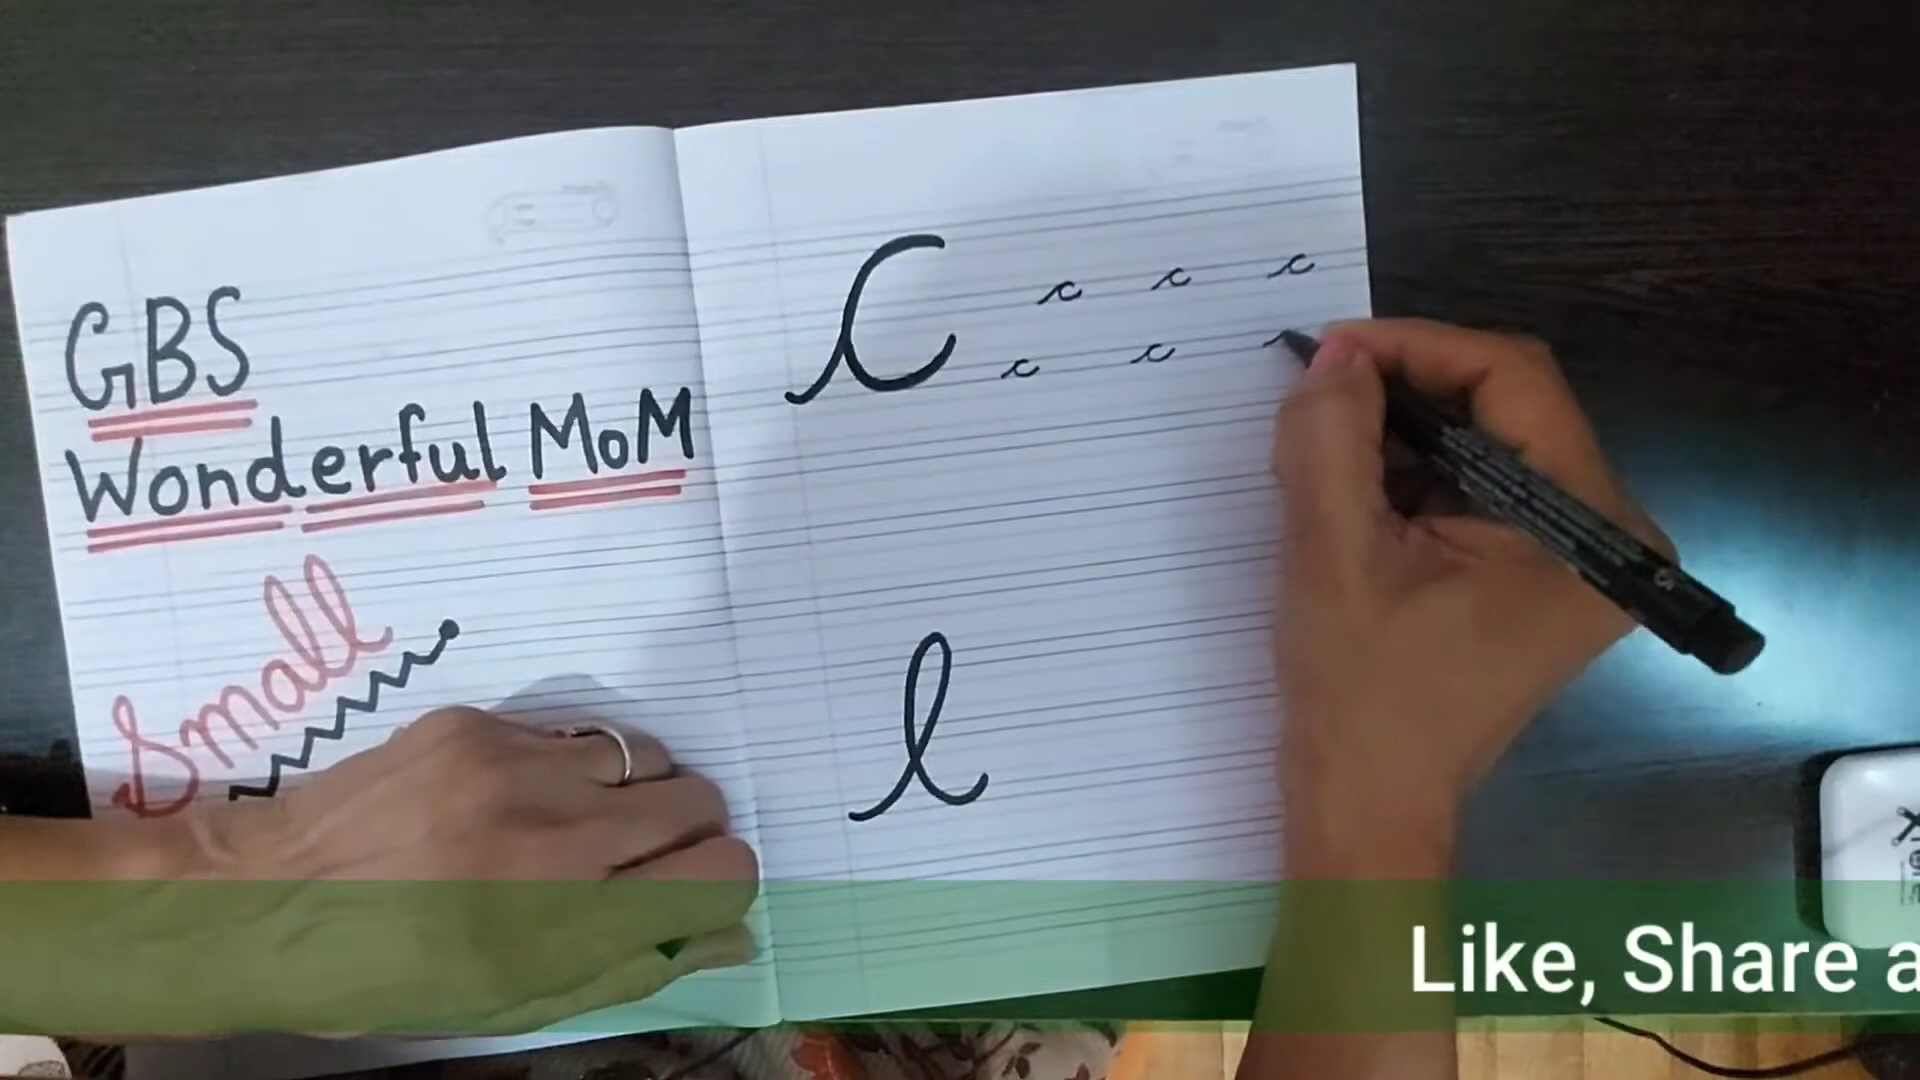 GBS
Wonderful MoM
Small
C c c c
c c
l
Like, Share a